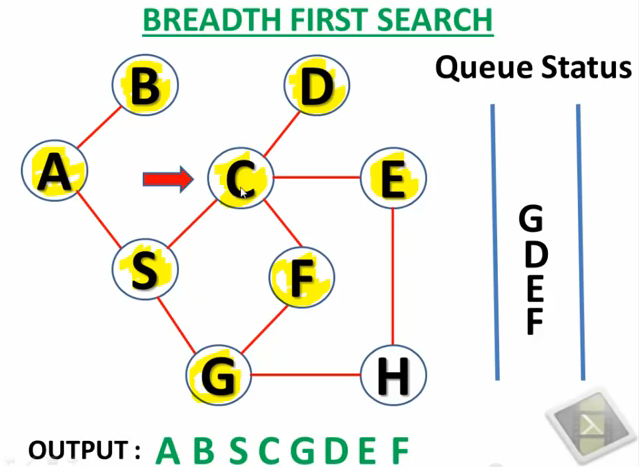 BREADTH FIRST SEARCH
Queue Status
B
D
A
C
E
S
F
G
H
G
D
E
F
OUTPUT : A B S C G D E F